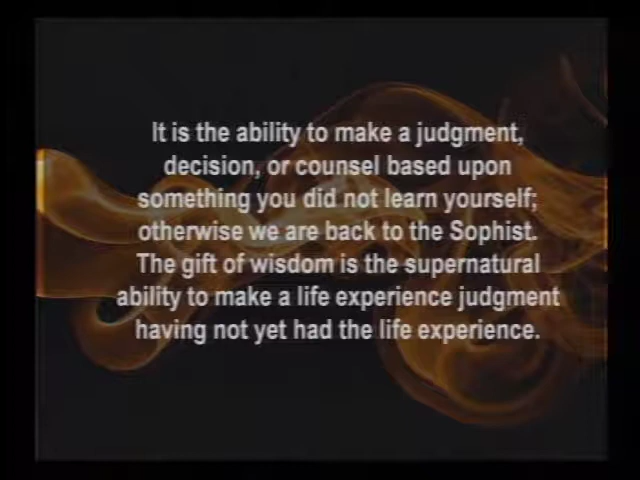 It is the ability to make a judgment,
decision, or counsel based upon
something you did not learn yourself;
otherwise we are back to the Sophist.
The gift of wisdom is the supernatural
ability to make a life experience judgment
having not yet had the life experience.